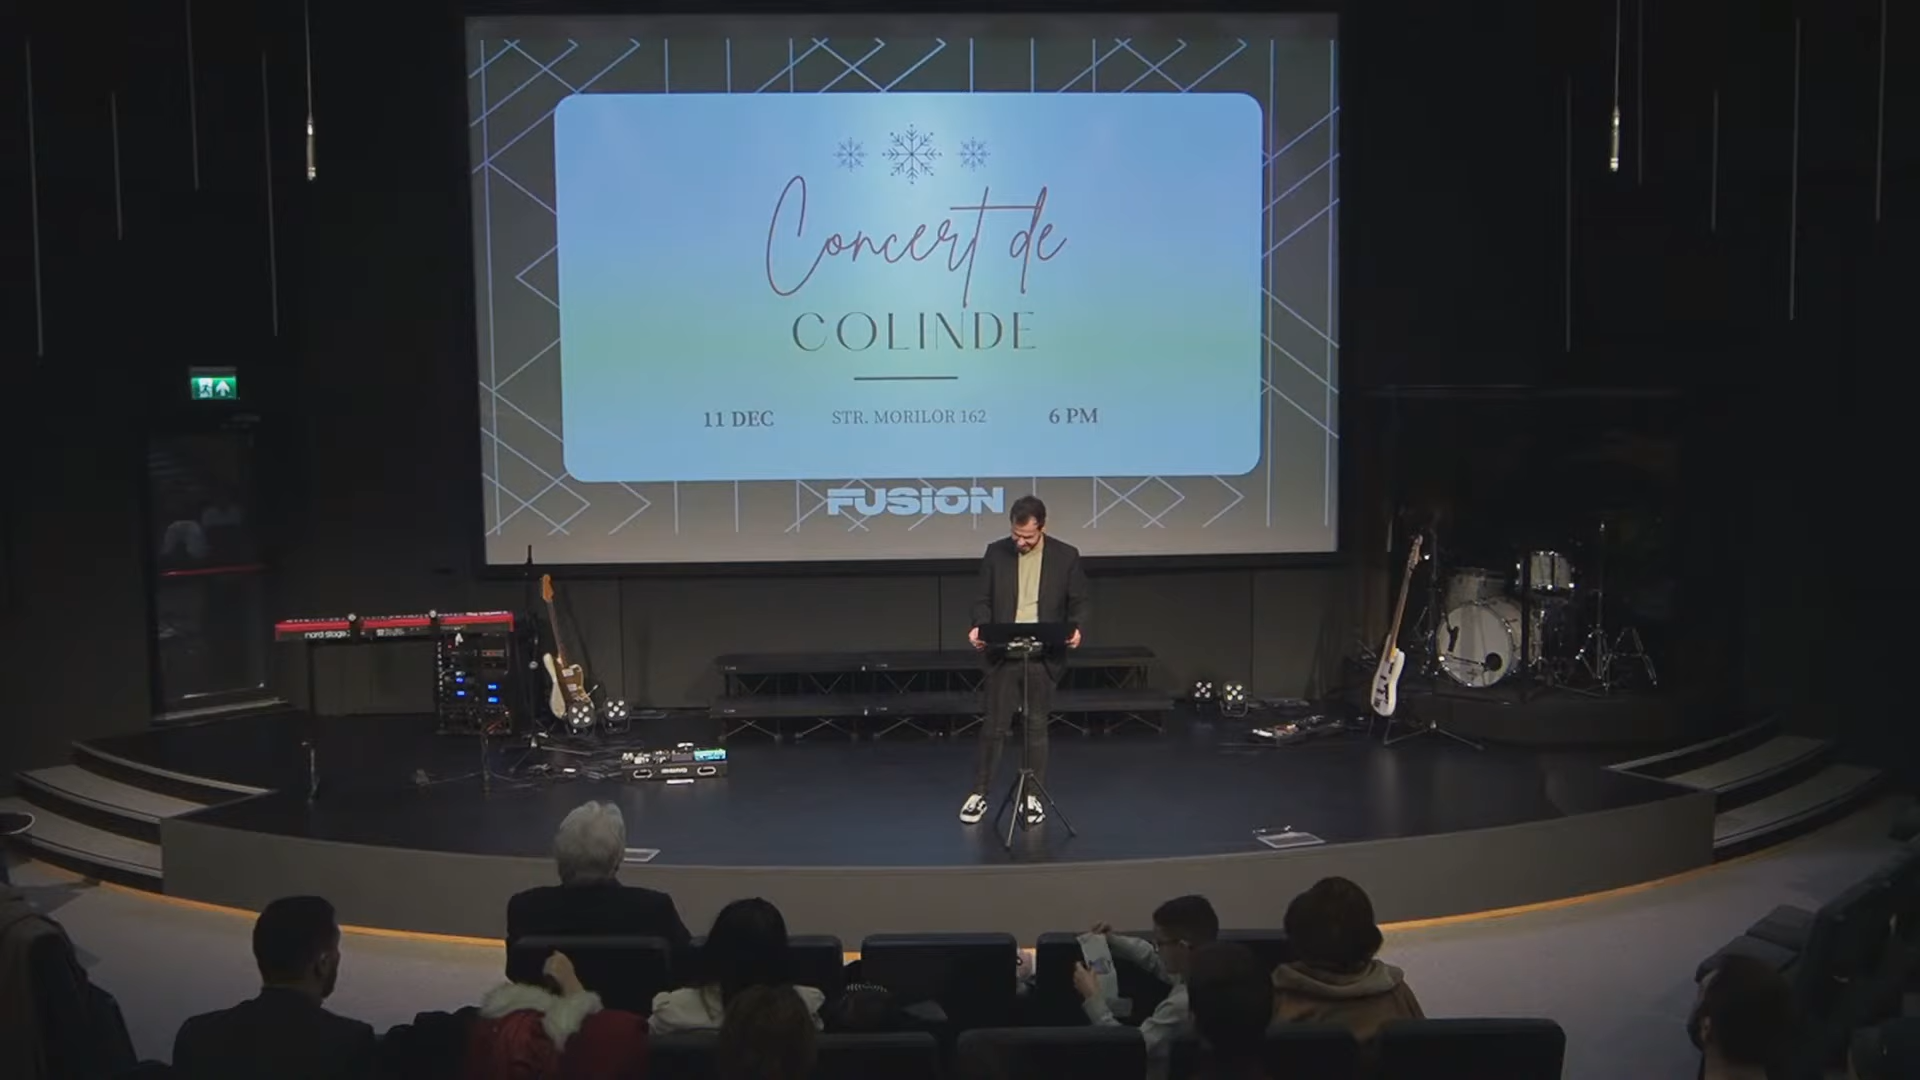 Concert de
COLINDE
11 DEC
STR. MORILOR 162
6 PM
FUSION
nord stage